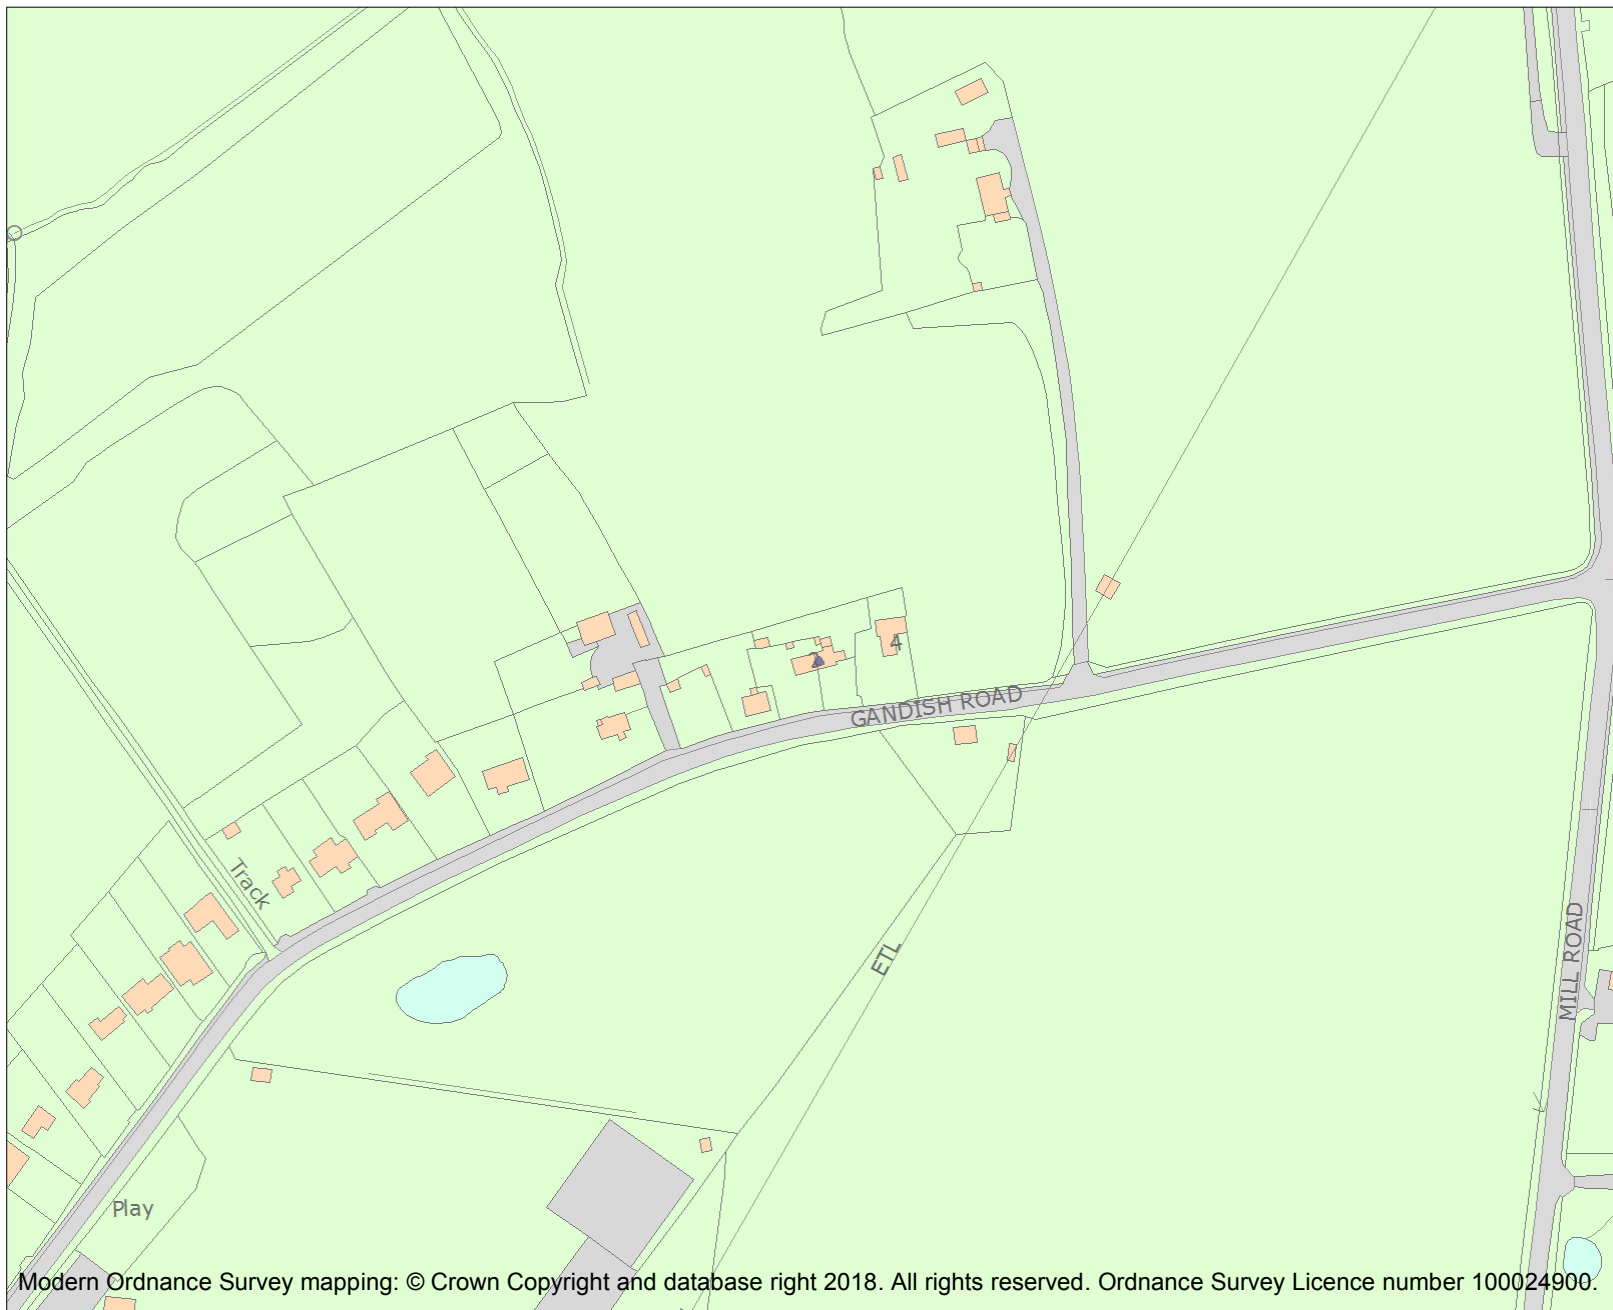 2
4
GANDISH ROAD
Track
ETL
MILL ROAD
Play
Modern Ordnance Survey mapping: © Crown Copyright and database right 2018. All rights reserved. Ordnance Survey Licence number 100024900.